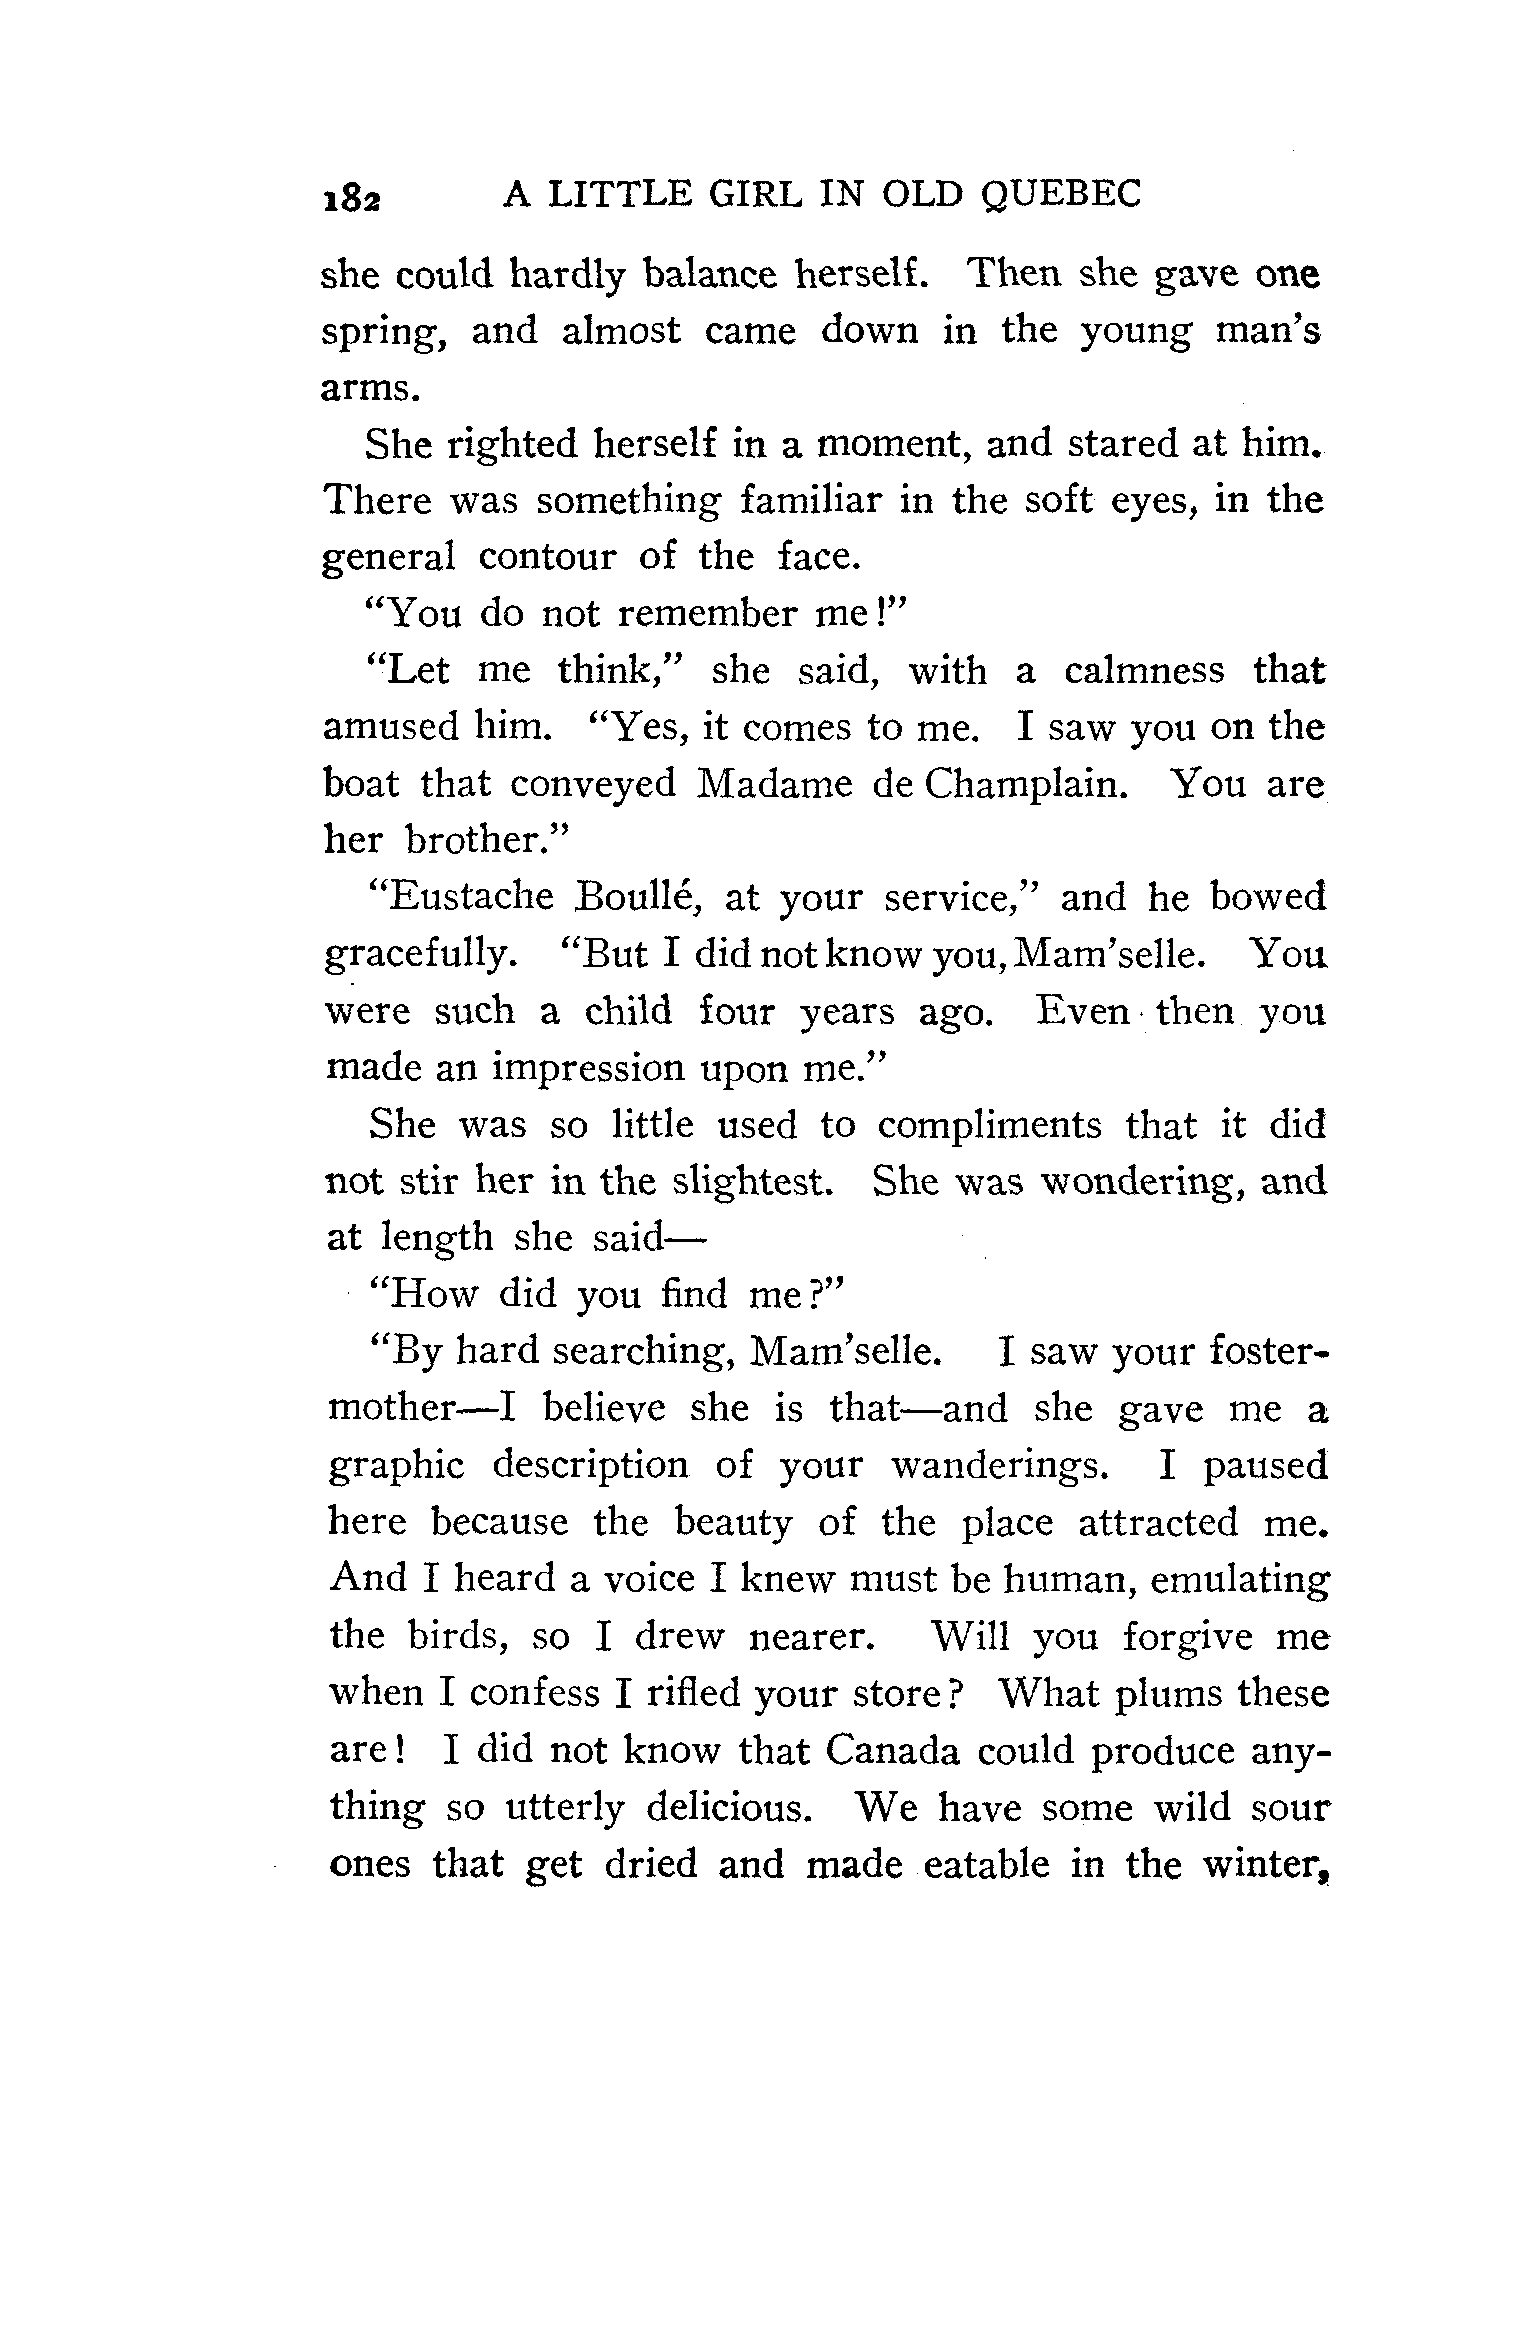 182 A LITTLE GIRL IN OLD QUEBEC
she could hardly balance herself. Then she gave one
spring, and almost came down in the young man's
arms.
She righted herself in a moment, and stared at him.
There was something familiar in the soft eyes, in the
general contour of the face.
“You do not remember me!”
“Let me think,” she said, with a calmness that
amused him. “Yes, it comes to me. I saw you on the
boat that conveyed Madame de Champlain. You are
her brother.”
“Eustache Boullé, at your service,” and he bowed
gracefully. “But I did not know you, Mam'selle. You
were such a child four years ago. Even then you
made an impression upon me.”
She was so little used to compliments that it did
not stir her in the slightest. She was wondering, and
at length she said—
“How did you find me?”
“By hard searching, Mam'selle. I saw your foster-
mother—I believe she is that—and she gave me a
graphic description of your wanderings. I paused
here because the beauty of the place attracted me.
And I heard a voice I knew must be human, emulating
the birds, so I drew nearer. Will you forgive me
when I confess I rifled your store? What plums these
are! I did not know that Canada could produce any-
thing so utterly delicious. We have some wild sour
ones that get dried and made eatable in the winter,